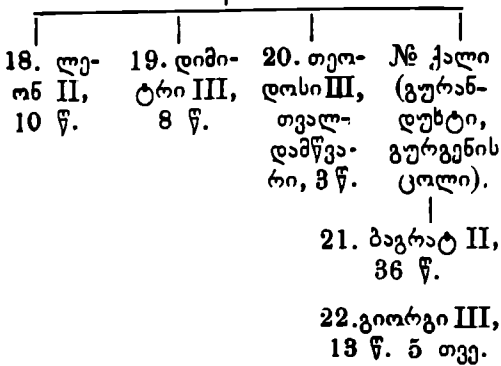 18. ლე-
ონ II,
10 წ.
19. დიმი-
ტრი III,
8 წ.
20. თეო-
დოსი III,
თვალ-
დამწვა-
რი, 3 წ.
№ ქალი
(გურან-
დუხტი,
გურგენის
ცოლი).
21. ბაგრატ II,
36 წ.
22. გიორგი III,
13 წ. 5 თვე.